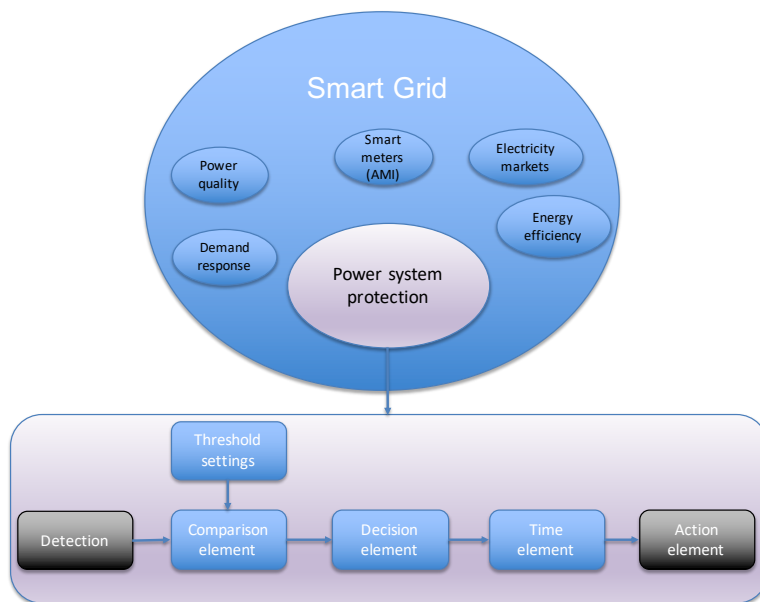 Smart Grid
Smart
meters
(AMI)
Electricity
markets
Power
quality
Energy
efficiency
Demand
response
Power system
protection
Threshold
settings
Detection
Comparison
element
Decision
element
Time
element
Action
element